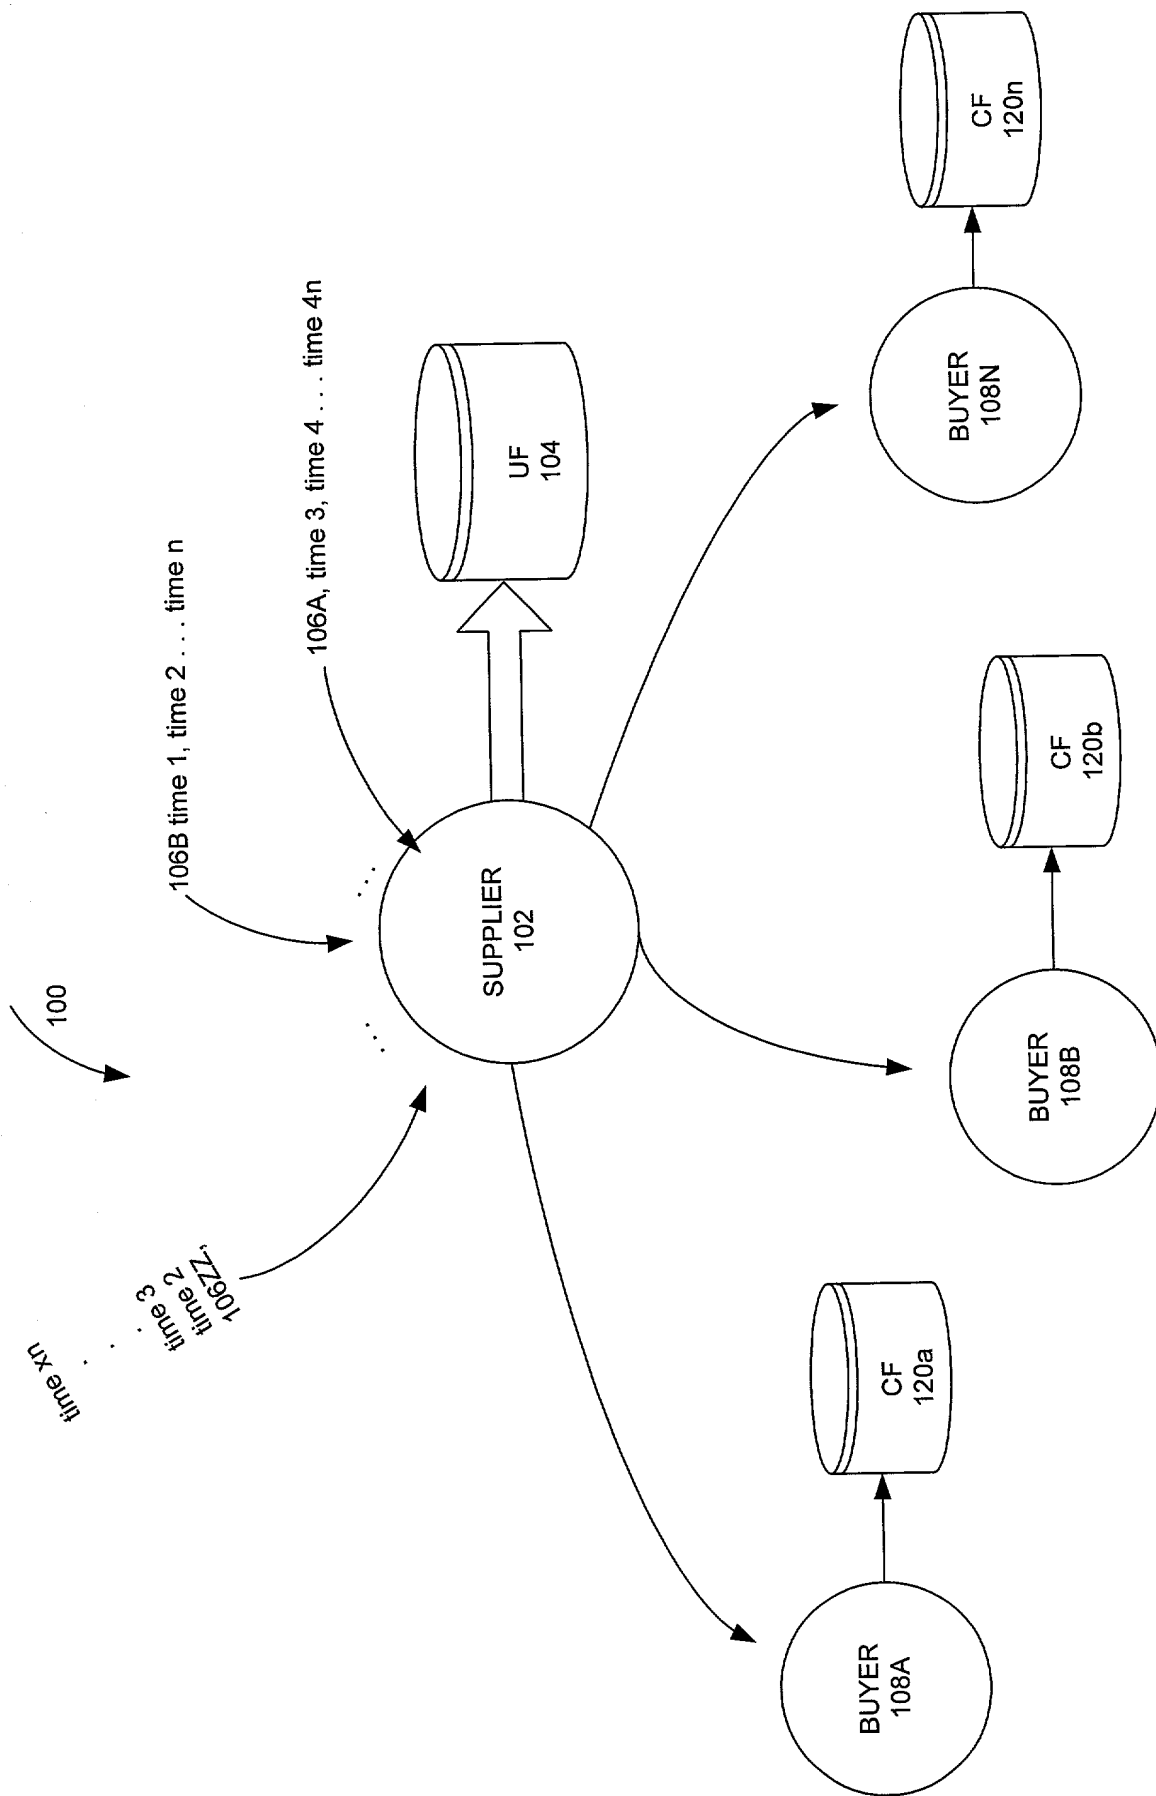 100
time xn
. . .
time 3
time 2
106ZZ,
106B time 1, time 2 . . . time n
106A, time 3, time 4 . . . time 4n
. . .
. . .
SUPPLIER
102
UF
104
BUYER
108A
CF
120a
BUYER
108B
CF
120b
BUYER
108N
CF
120n